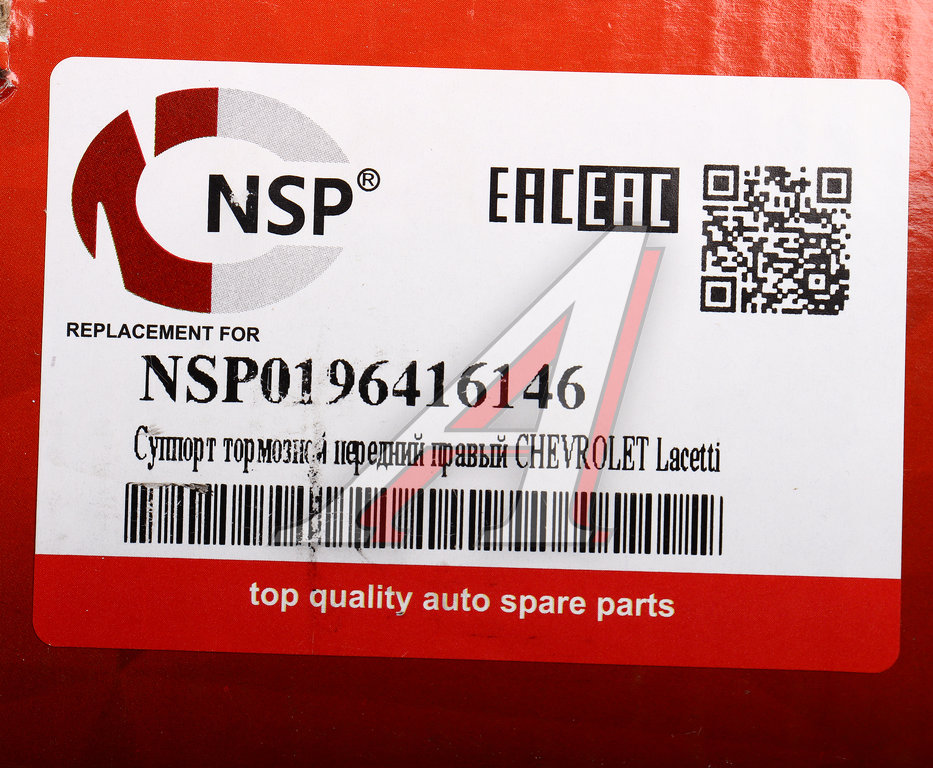 NSP®
EAC EAC
REPLACEMENT FOR
NSP0196416146
Суппорт тормозной передний правый CHEVROLET Lacetti
top quality auto spare parts